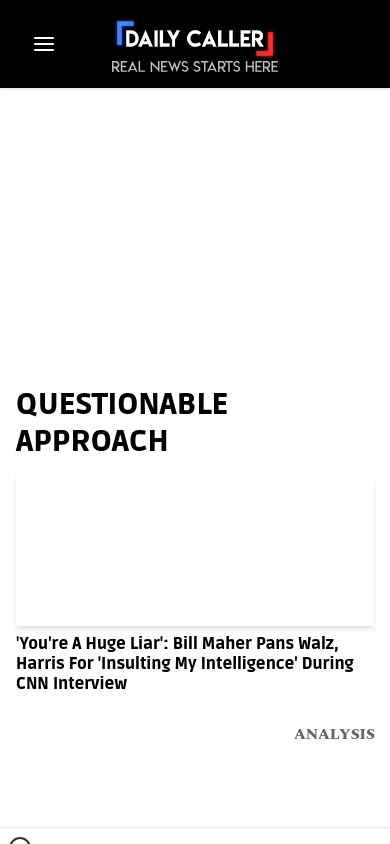 DAILY CALLER
REAL NEWS STARTS HERE
QUESTIONABLE
APPROACH
'You're A Huge Liar': Bill Maher Pans Walz,
Harris For 'Insulting My Intelligence' During
CNN Interview
ANALYSIS